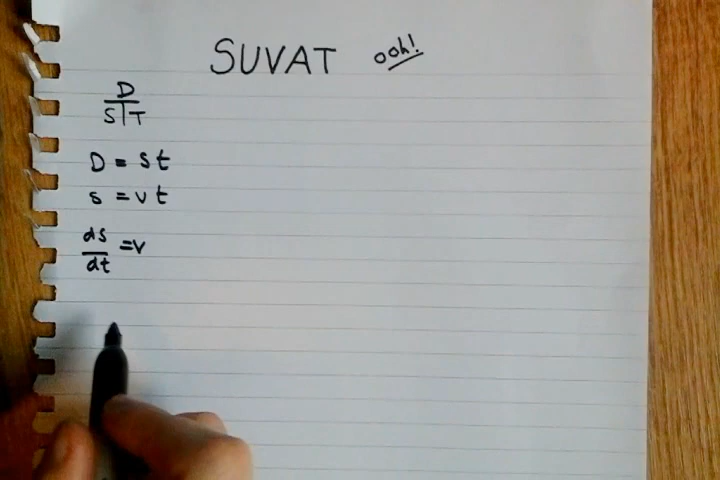 SUVAT ooh!
D
S|T
D = st
s = vt
ds
dt =v